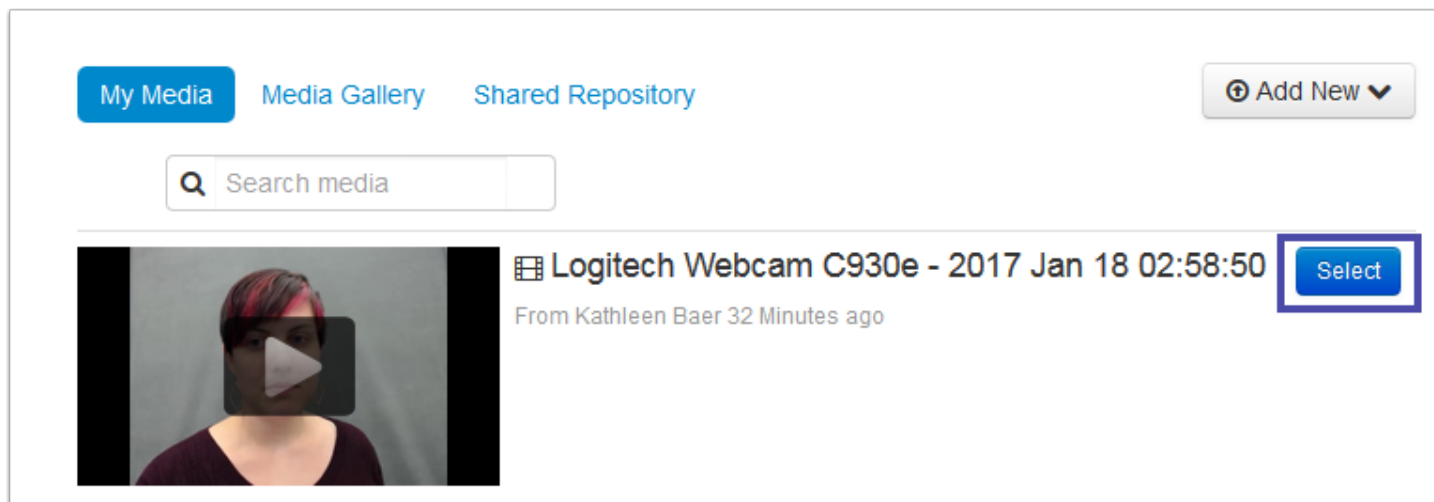 My Media Media Gallery Shared Repository Add New
Search media
Logitech Webcam C930e - 2017 Jan 18 02:58:50 Select
From Kathleen Baer 32 Minutes ago